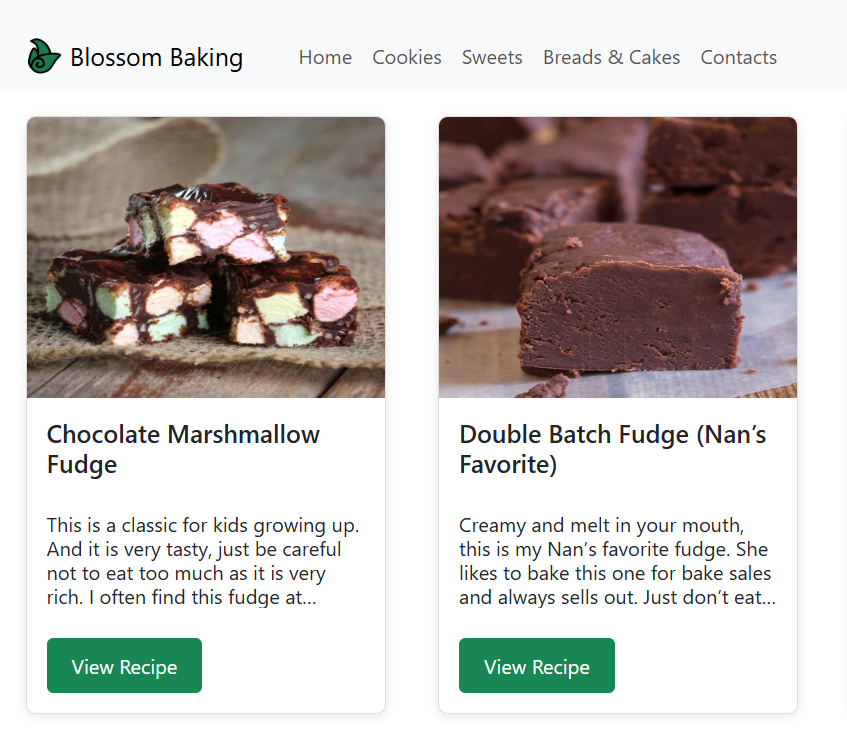 Blossom Baking
Home Cookies Sweets Breads & Cakes Contacts
Chocolate Marshmallow
Fudge
This is a classic for kids growing up.
And it is very tasty, just be careful
not to eat too much as it is very
rich. I often find this fudge at...
View Recipe
Double Batch Fudge (Nan’s
Favorite)
Creamy and melt in your mouth,
this is my Nan’s favorite fudge. She
likes to bake this one for bake sales
and always sells out. Just don’t eat...
View Recipe